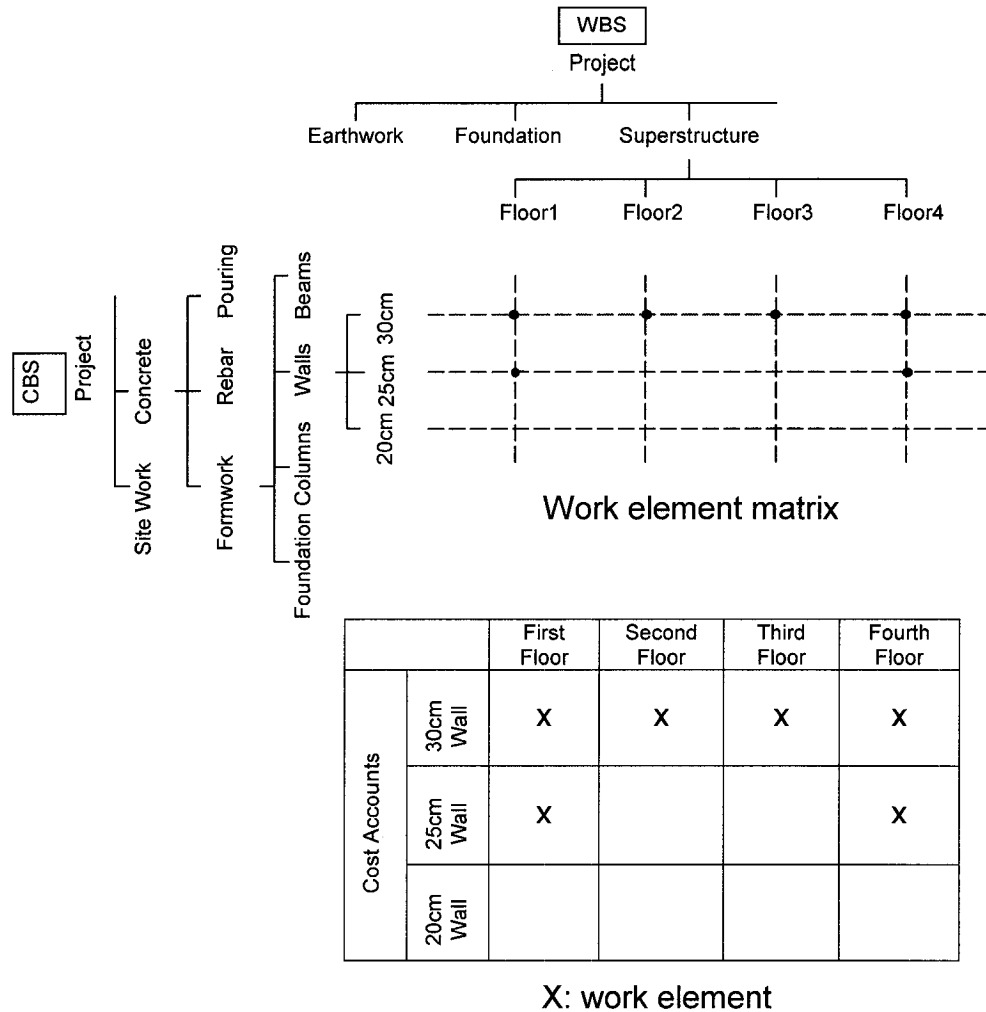 WBS
Project
Earthwork
Foundation
Superstructure
Floor1
Floor2
Floor3
Floor4
CBS
Project
Site Work
Concrete
Formwork
Rebar
Pouring
Foundation
Columns
Walls
Beams
20cm
25cm
30cm
Work element matrix
First
Floor
Second
Floor
Third
Floor
Fourth
Floor
Cost Accounts
30cm
Wall
X
X
X
X
25cm
Wall
X
X
20cm
Wall
X: work element